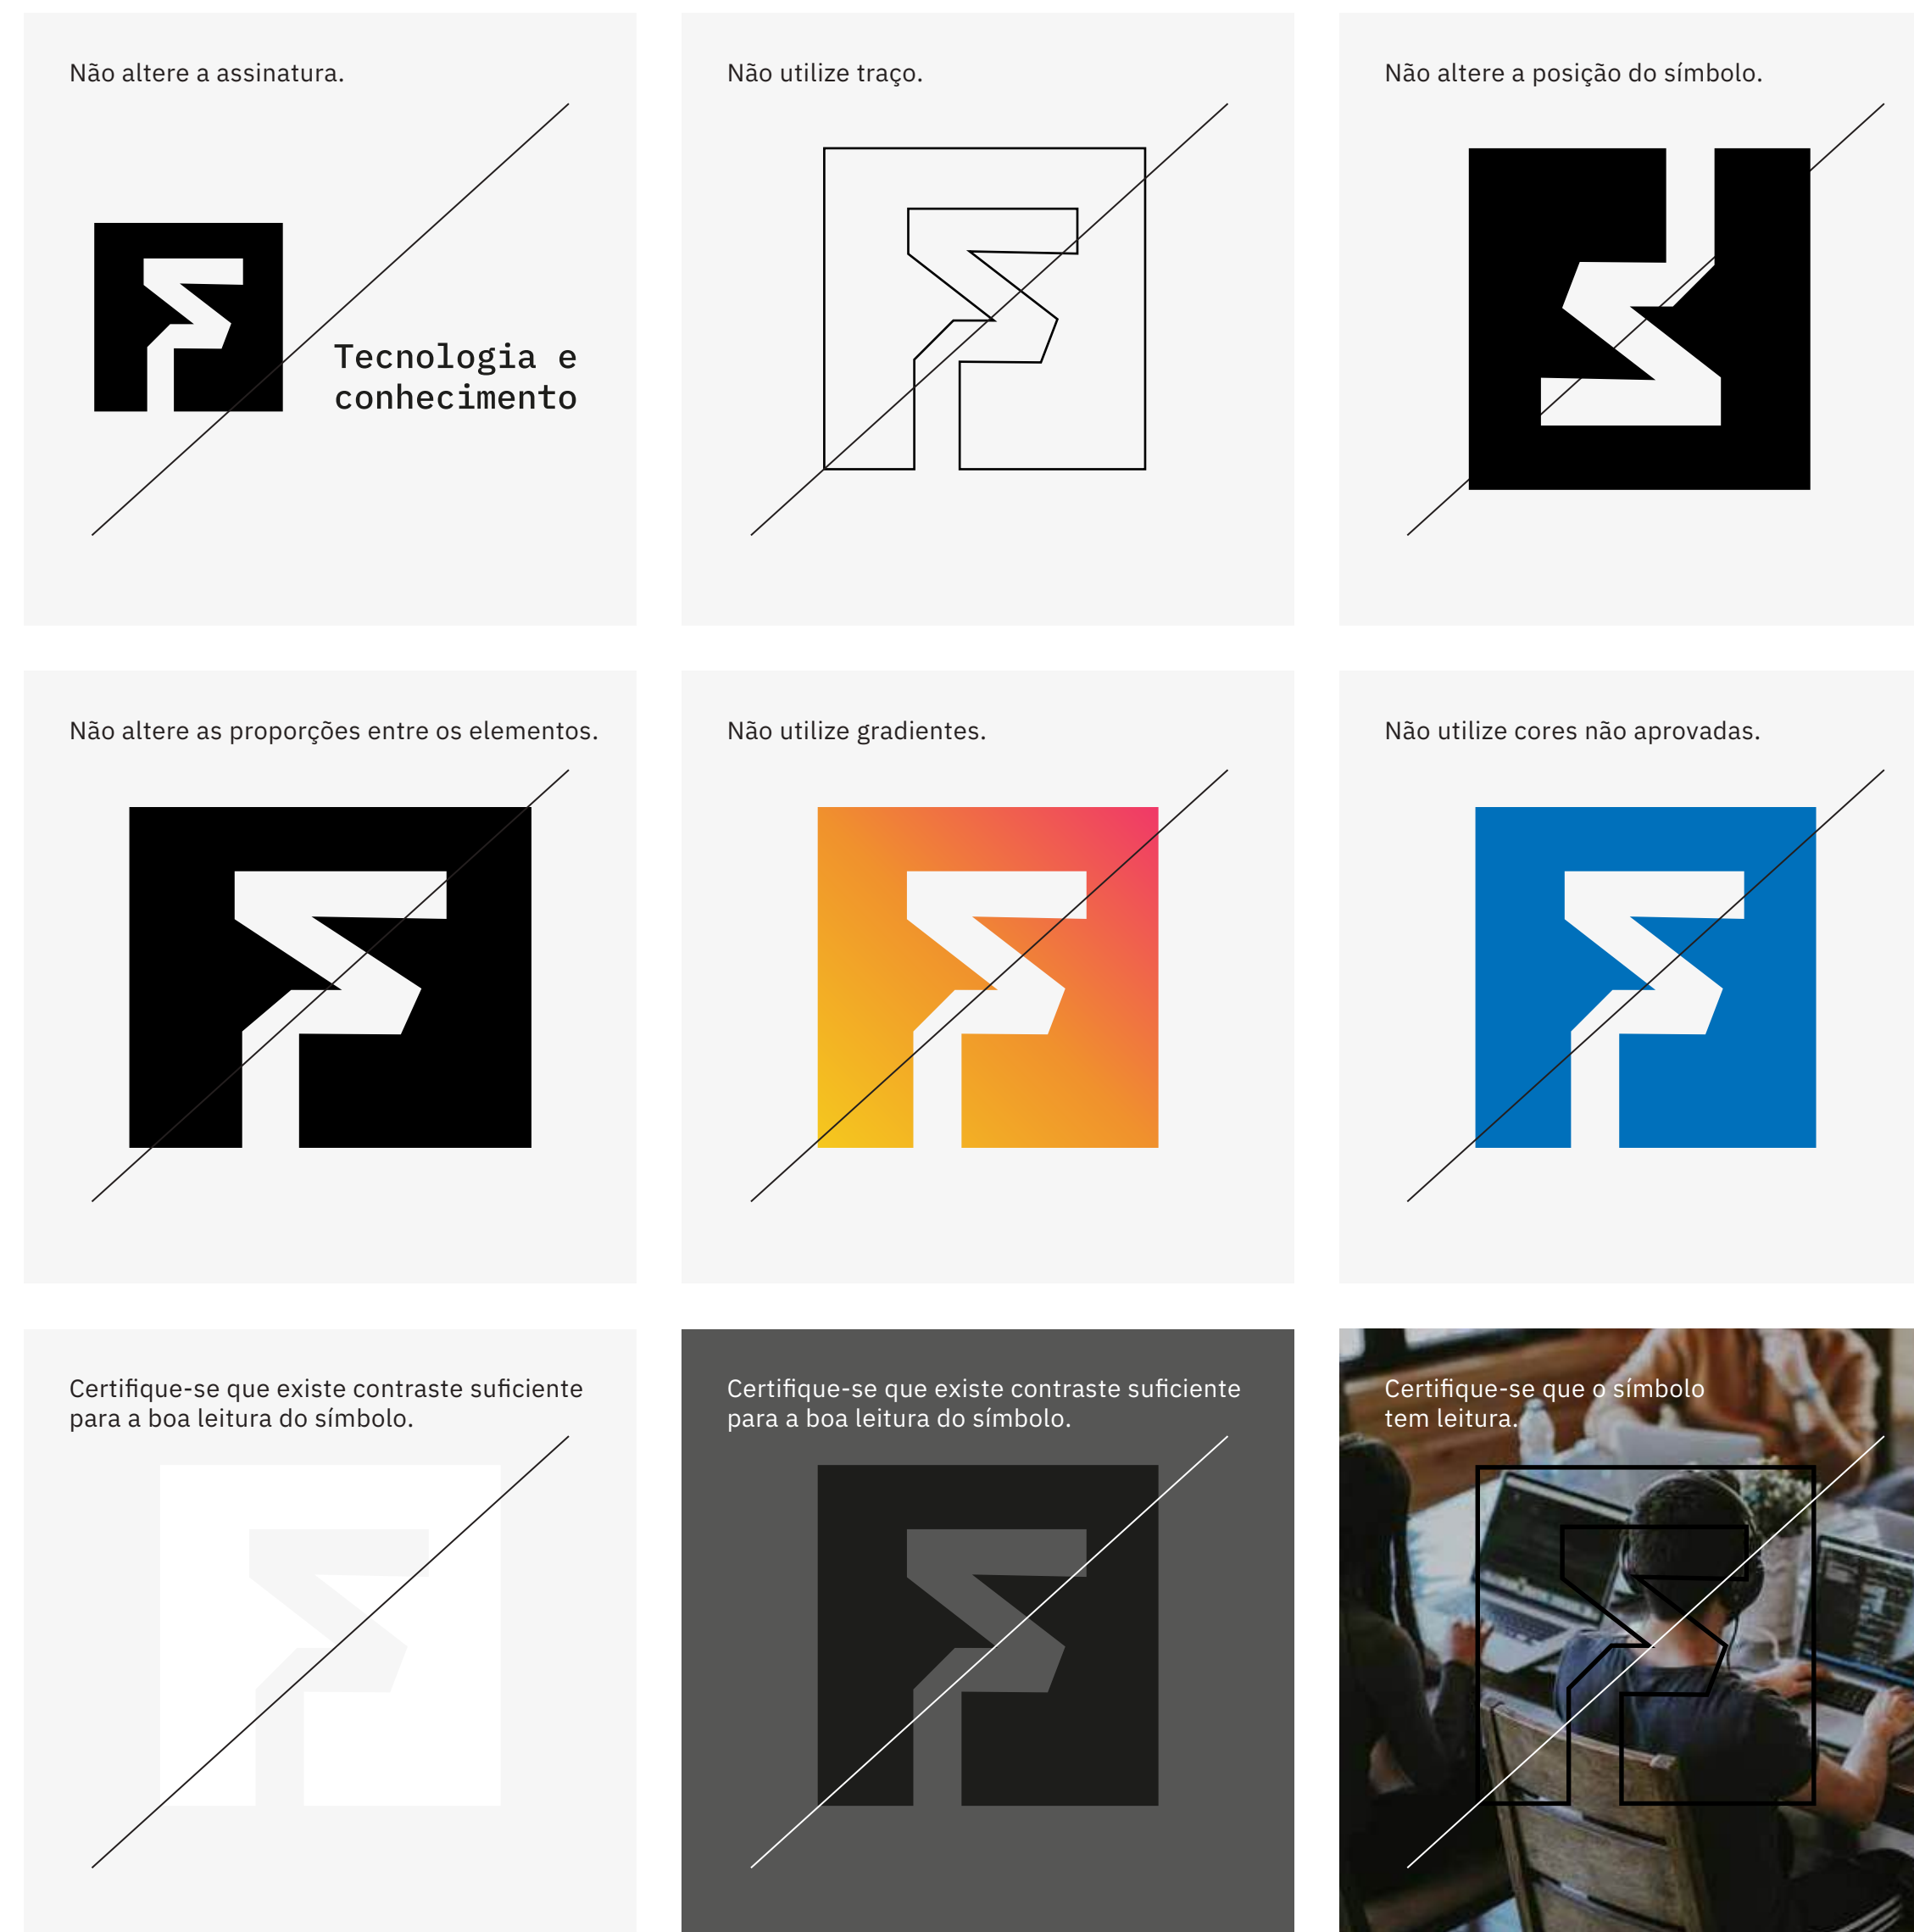 Não altere a assinatura.
Não utilize traço.
Não altere a posição do símbolo.
Tecnologia e
conhecimento
Não altere as proporções entre os elementos.
Não utilize gradientes.
Não utilize cores não aprovadas.
Certifique-se que existe contraste suficiente
para a boa leitura do símbolo.
Certifique-se que existe contraste suficiente
para a boa leitura do símbolo.
Certifique-se que o símbolo
tem leitura.